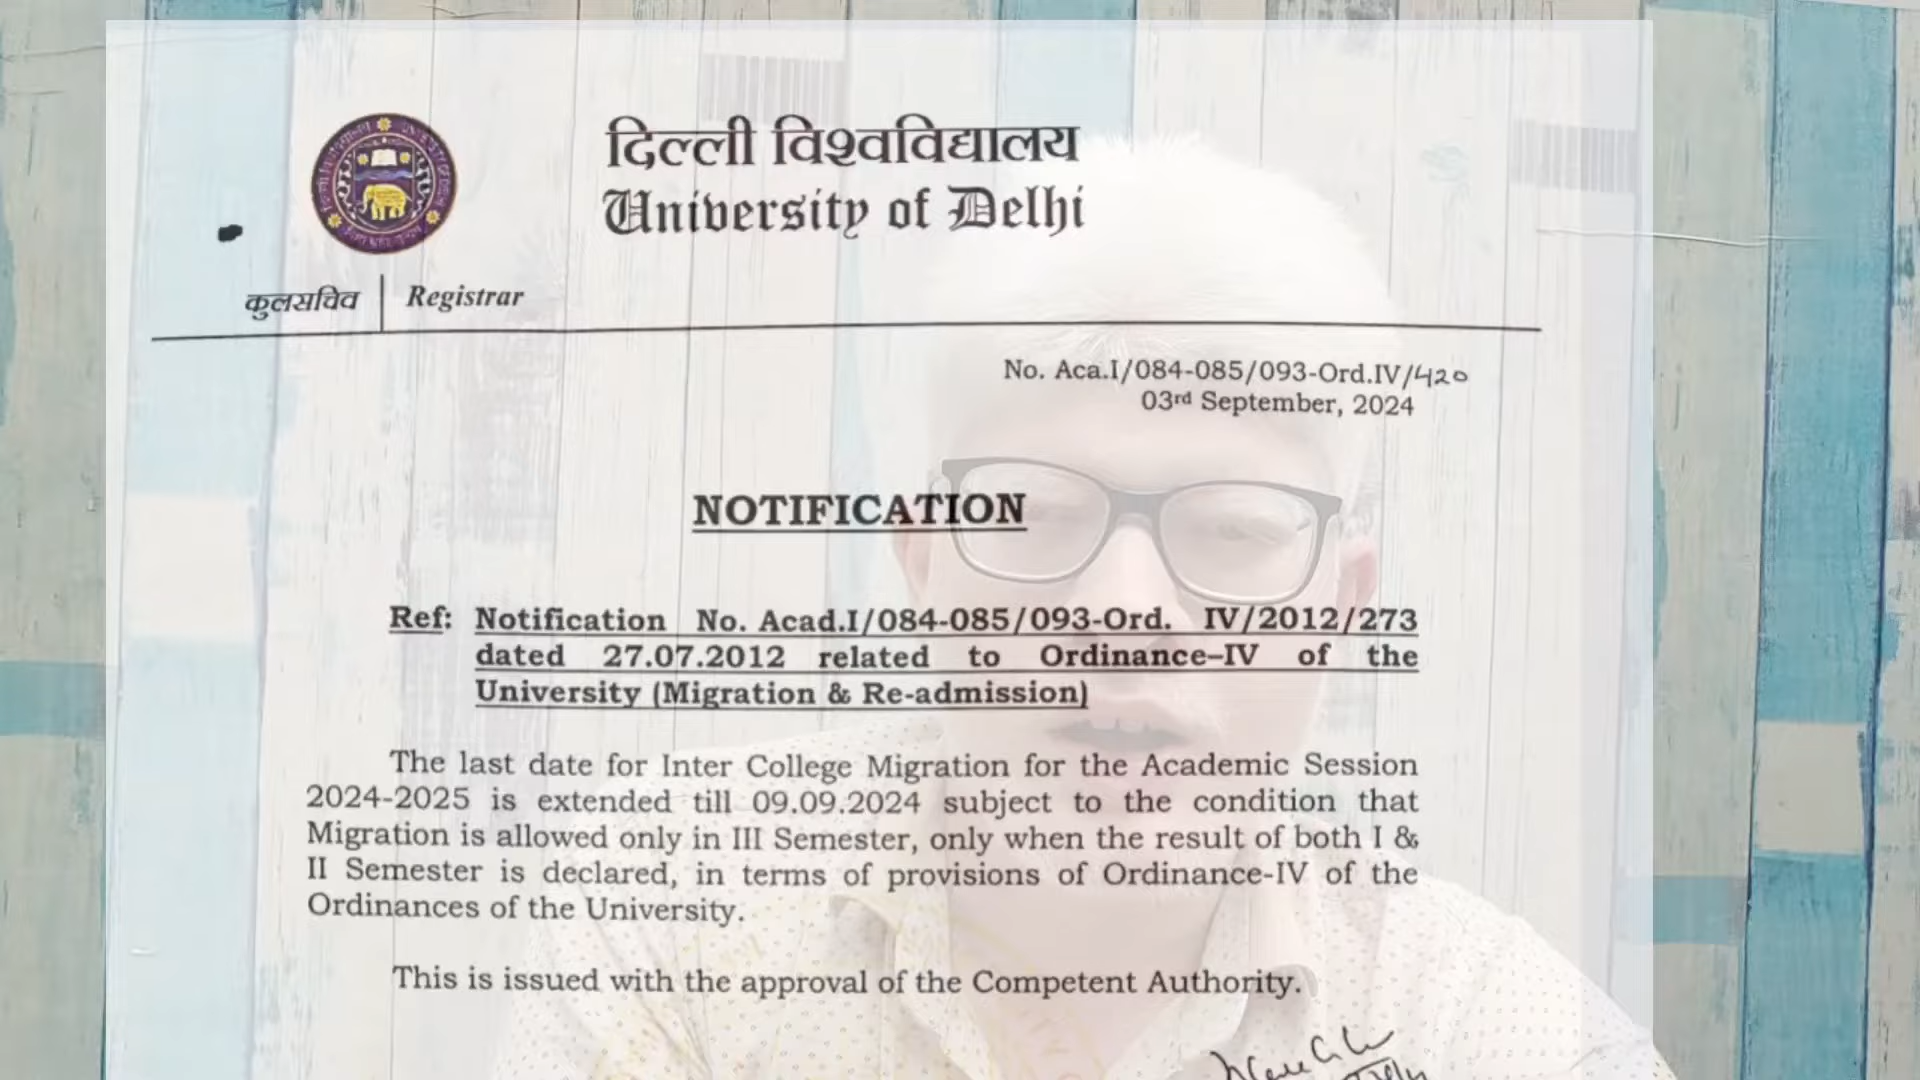 दिल्ली विश्वविद्यालय
University of Delhi
कुलसचिव | Registrar
No. Aca.I/084-085/093-Ord.IV/420
03rd September, 2024
NOTIFICATION
Ref: Notification No. Acad.I/084-085/093-Ord. IV/2012/273
dated 27.07.2012 related to Ordinance–IV of the
University (Migration & Re-admission)
The last date for Inter College Migration for the Academic Session
2024-2025 is extended till 09.09.2024 subject to the condition that
Migration is allowed only in III Semester, only when the result of both I &
II Semester is declared, in terms of provisions of Ordinance-IV of the
Ordinances of the University.
This is issued with the approval of the Competent Authority.